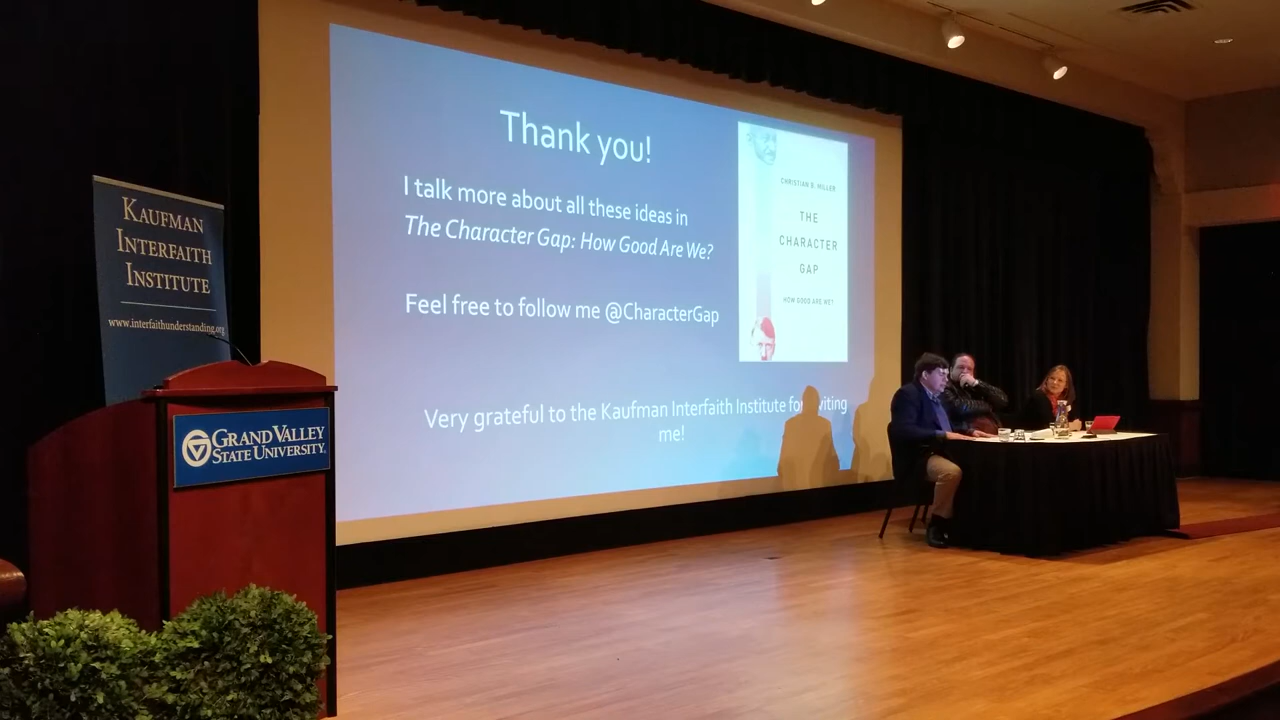 KAUFMAN
INTERFAITH
INSTITUTE
www.interfaithunderstanding.org
GRAND VALLEY
STATE UNIVERSITY
Thank you!
I talk more about all these ideas in
The Character Gap: How Good Are We?
Feel free to follow me @CharacterGap
Very grateful to the Kaufman Interfaith Institute for
me!
CHRISTIAN B. MILLER
THE
CHARACTER
GAP
HOW GOOD ARE WE?